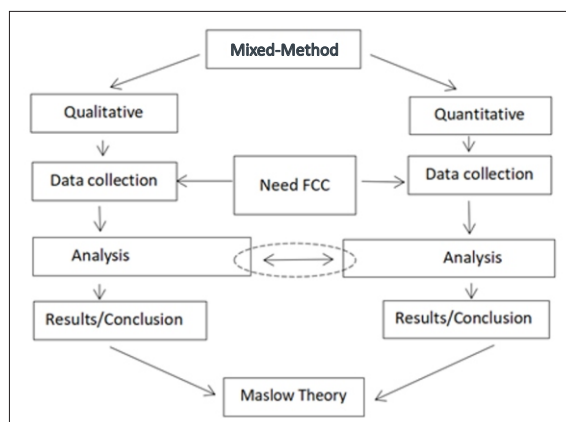 Mixed-Method
Qualitative
Quantitative
Data collection
Need FCC
Data collection
Analysis
Analysis
Results/Conclusion
Results/Conclusion
Maslow Theory